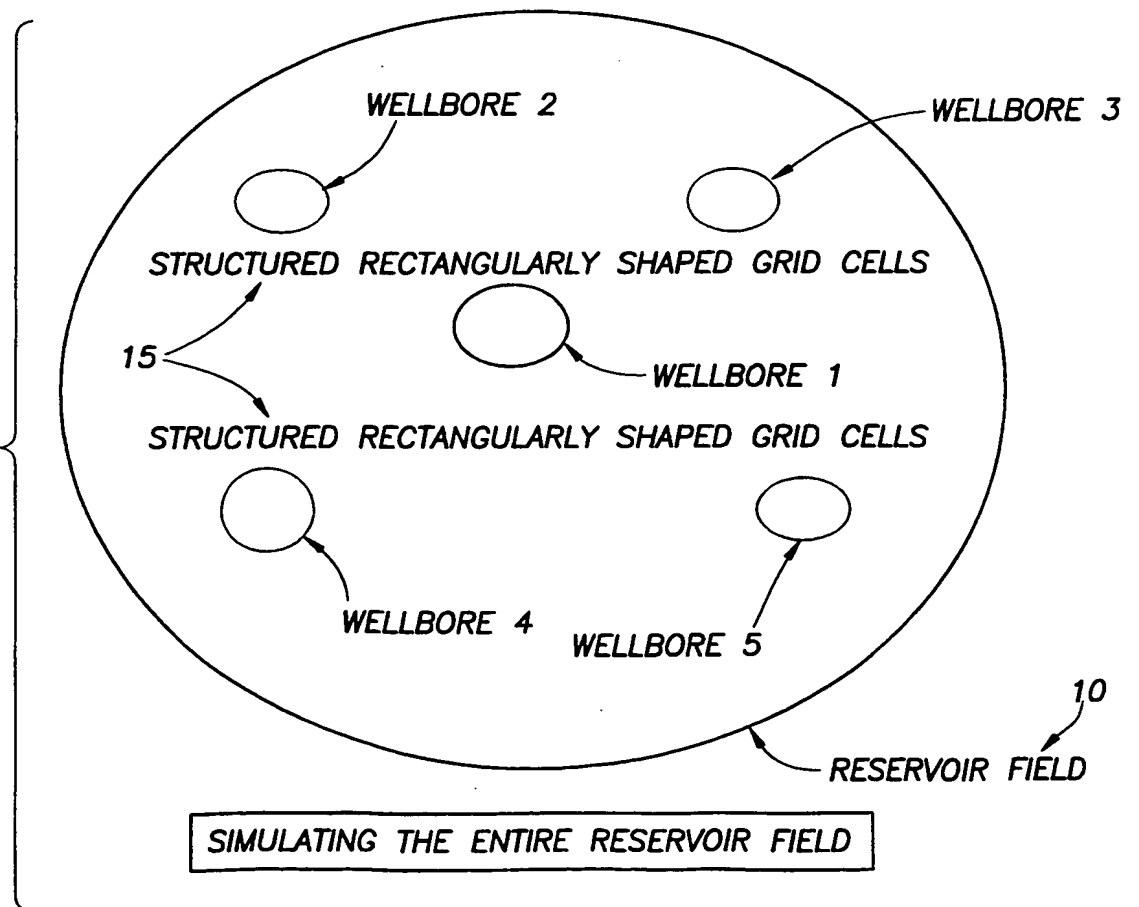 WELLBORE 2
WELLBORE 3
STRUCTURED RECTANGULARLY SHAPED GRID CELLS
15
WELLBORE 1
STRUCTURED RECTANGULARLY SHAPED GRID CELLS
WELLBORE 4
WELLBORE 5
10
RESERVOIR FIELD
SIMULATING THE ENTIRE RESERVOIR FIELD